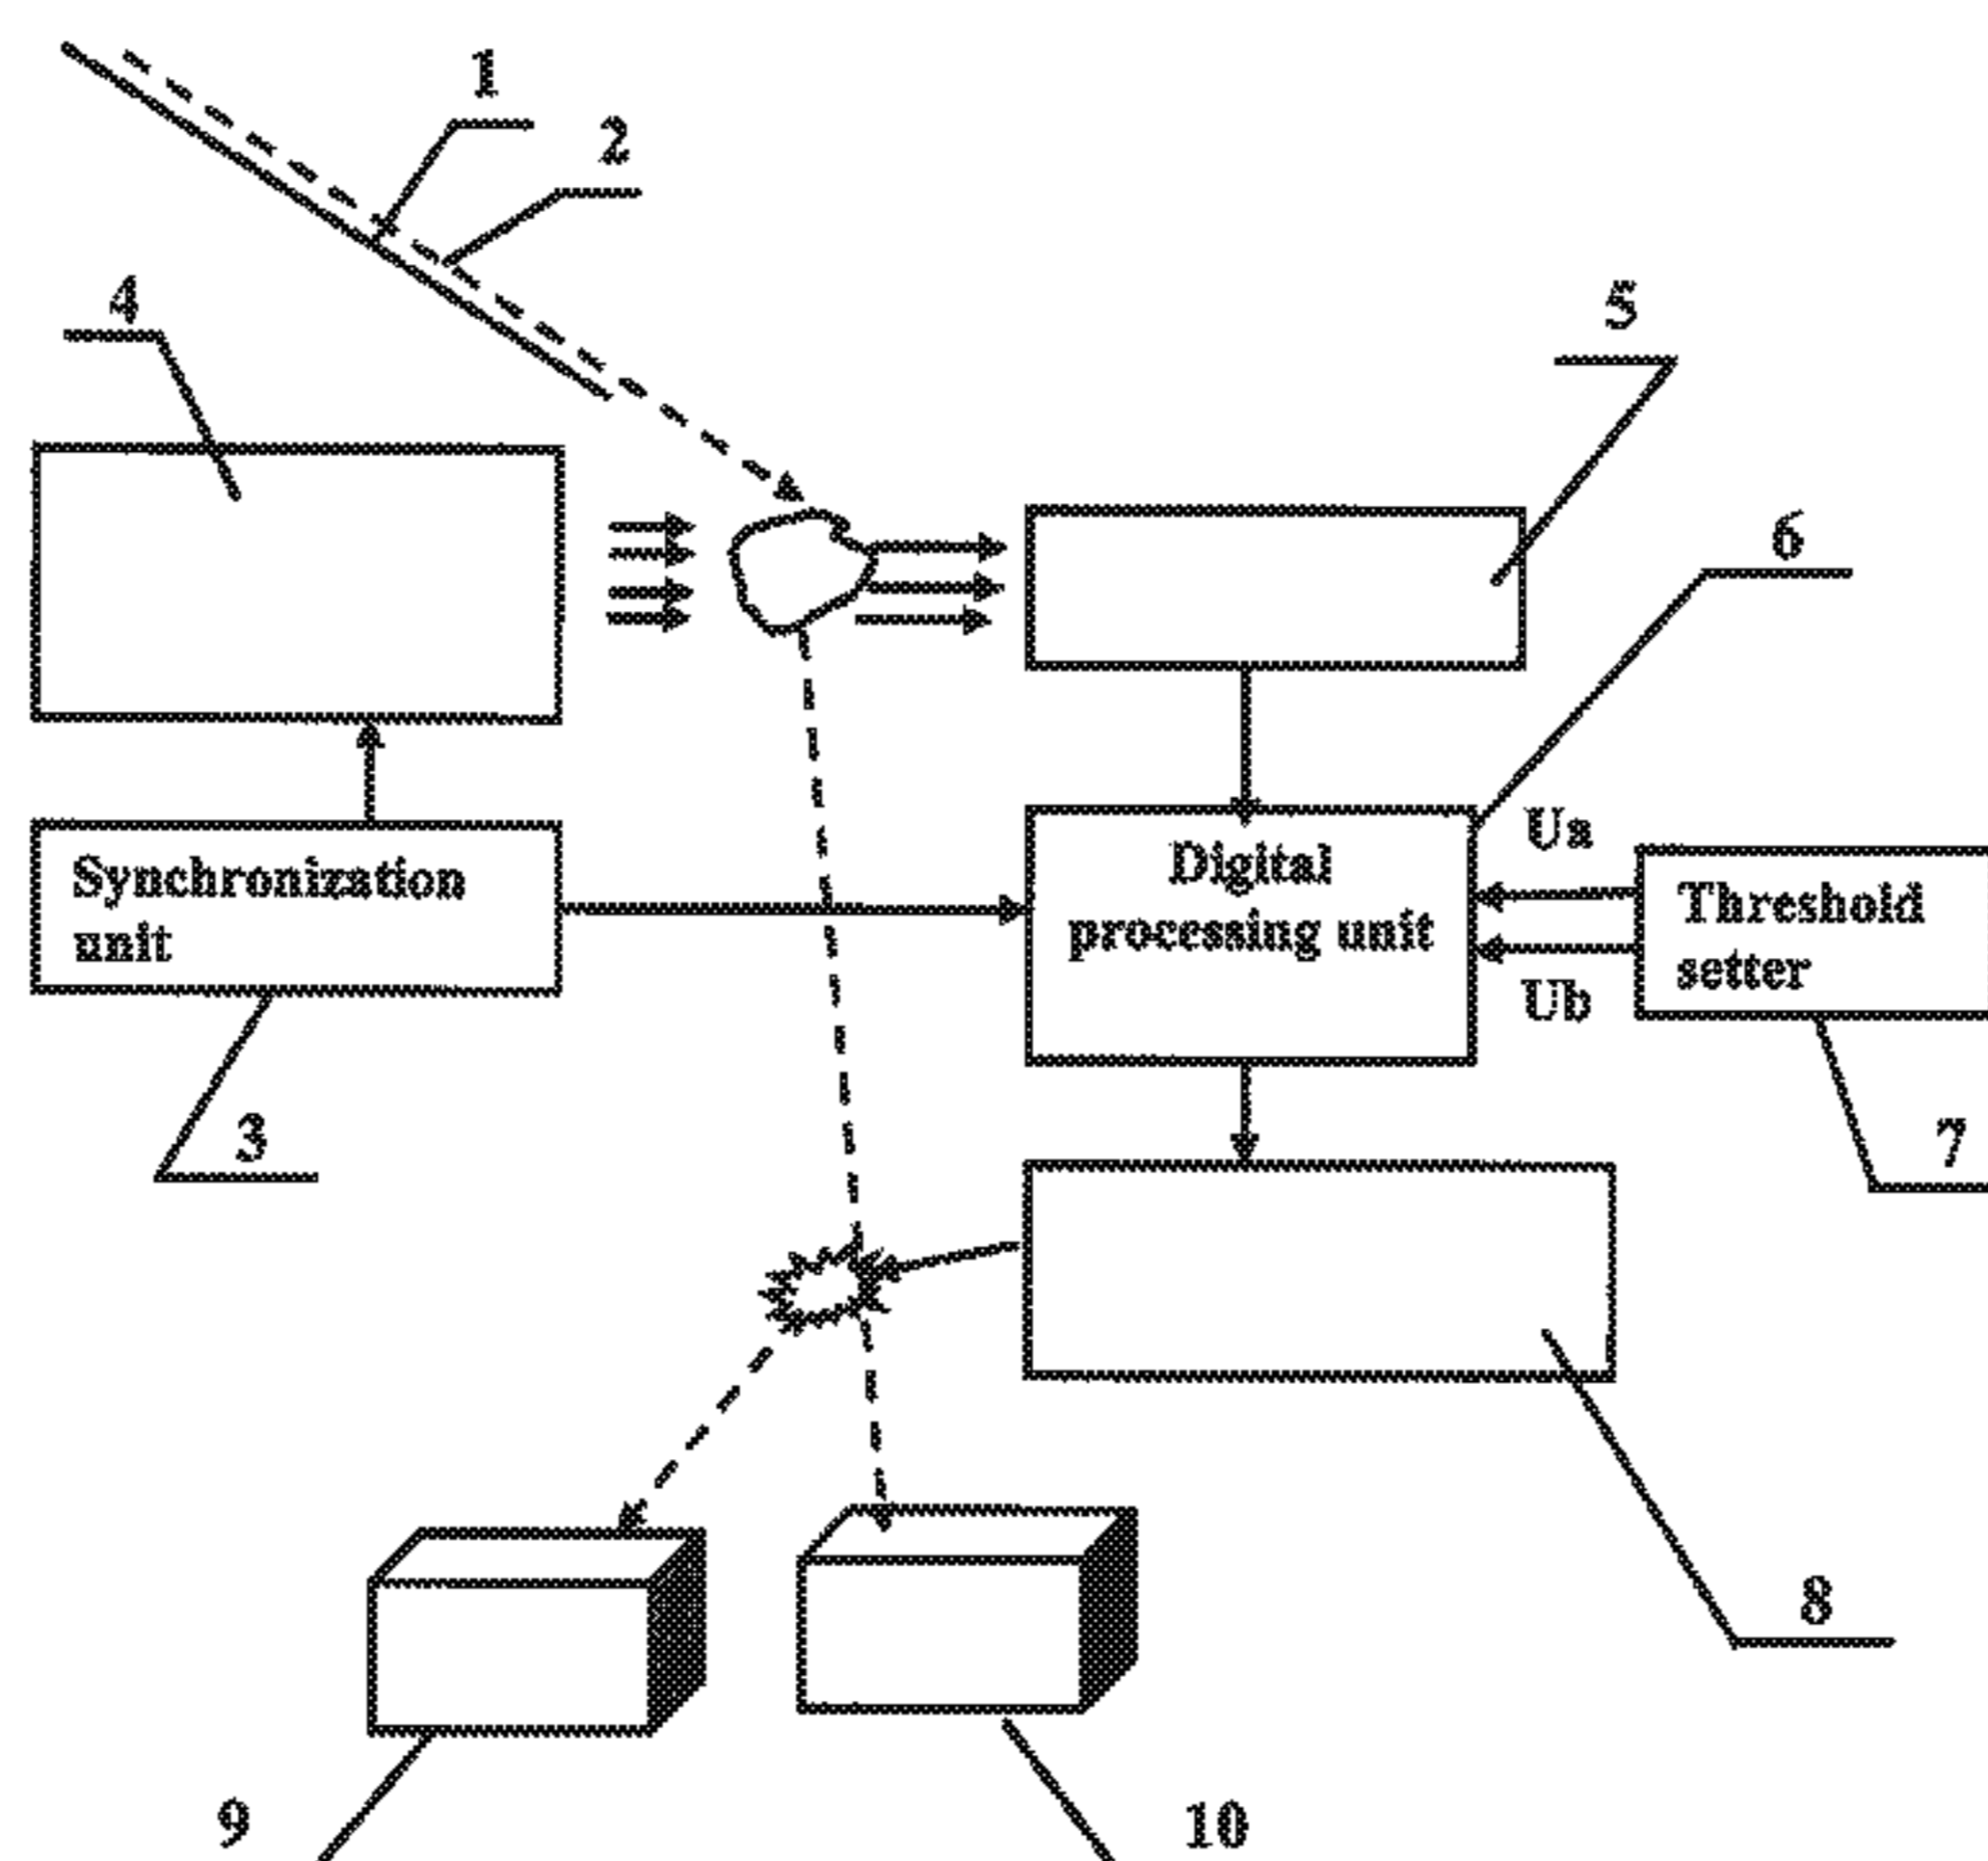 1
2
4
5
6
Synchronization
unit
Digital
processing unit
Ua
Ub
Threshold
setter
3
7
8
9
10